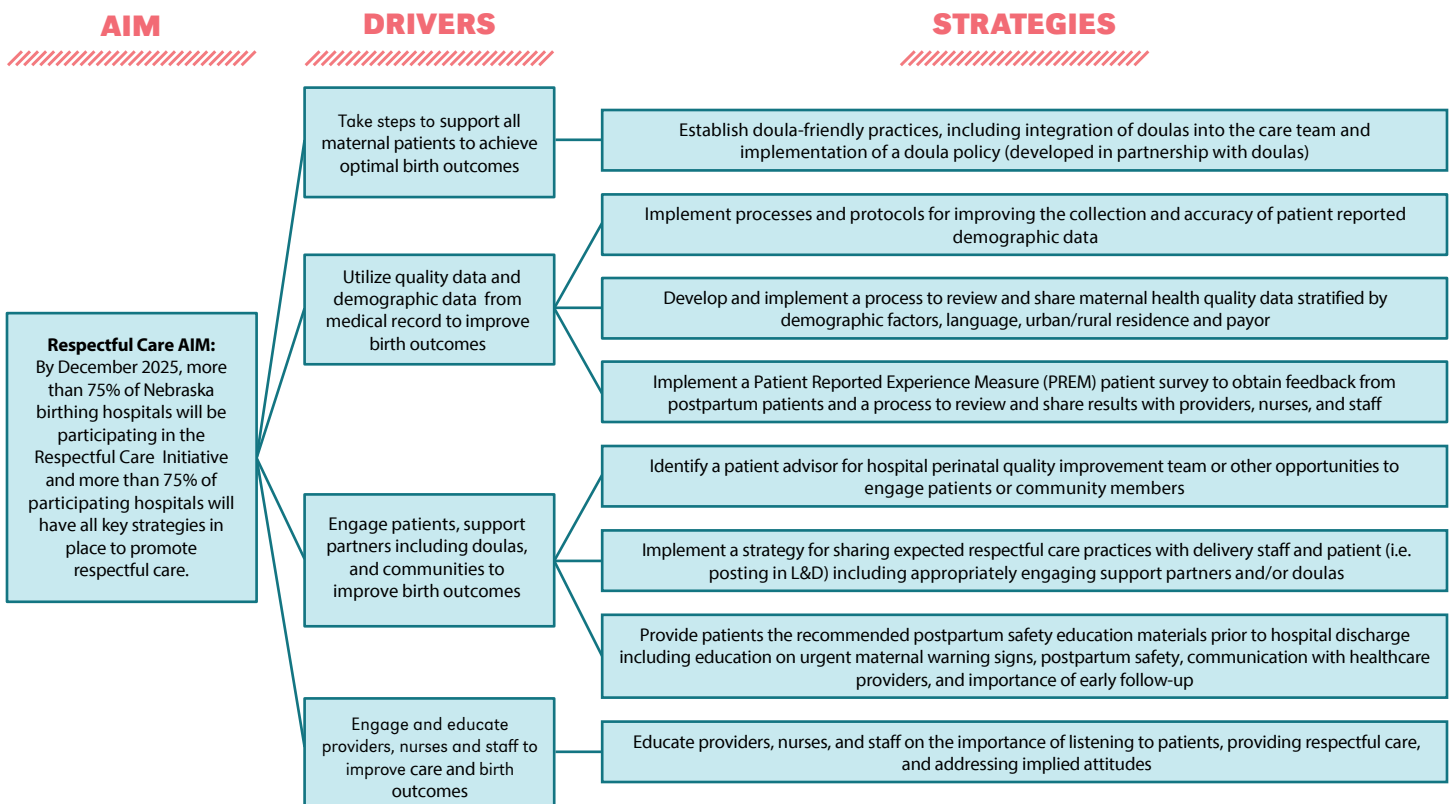 AIM
DRIVERS
STRATEGIES
Respectful Care AIM:
By December 2025, more
than 75% of Nebraska
birthing hospitals will be
participating in the
Respectful Care Initiative
and more than 75% of
participating hospitals will
have all key strategies in
place to promote
respectful care.
Take steps to support all
maternal patients to achieve
optimal birth outcomes
Establish doula-friendly practices, including integration of doulas into the care team and
implementation of a doula policy (developed in partnership with doulas)
Utilize quality data and
demographic data from
medical record to improve
birth outcomes
Implement processes and protocols for improving the collection and accuracy of patient reported
demographic data
Develop and implement a process to review and share maternal health quality data stratified by
demographic factors, language, urban/rural residence and payor
Implement a Patient Reported Experience Measure (PREM) patient survey to obtain feedback from
postpartum patients and a process to review and share results with providers, nurses, and staff
Engage patients, support
partners including doulas,
and communities to
improve birth outcomes
Identify a patient advisor for hospital perinatal quality improvement team or other opportunities to
engage patients or community members
Implement a strategy for sharing expected respectful care practices with delivery staff and patient (i.e.
posting in L&D) including appropriately engaging support partners and/or doulas
Provide patients the recommended postpartum safety education materials prior to hospital discharge
including education on urgent maternal warning signs, postpartum safety, communication with healthcare
providers, and importance of early follow-up
Engage and educate
providers, nurses and staff to
improve care and birth
outcomes
Educate providers, nurses, and staff on the importance of listening to patients, providing respectful care,
and addressing implied attitudes